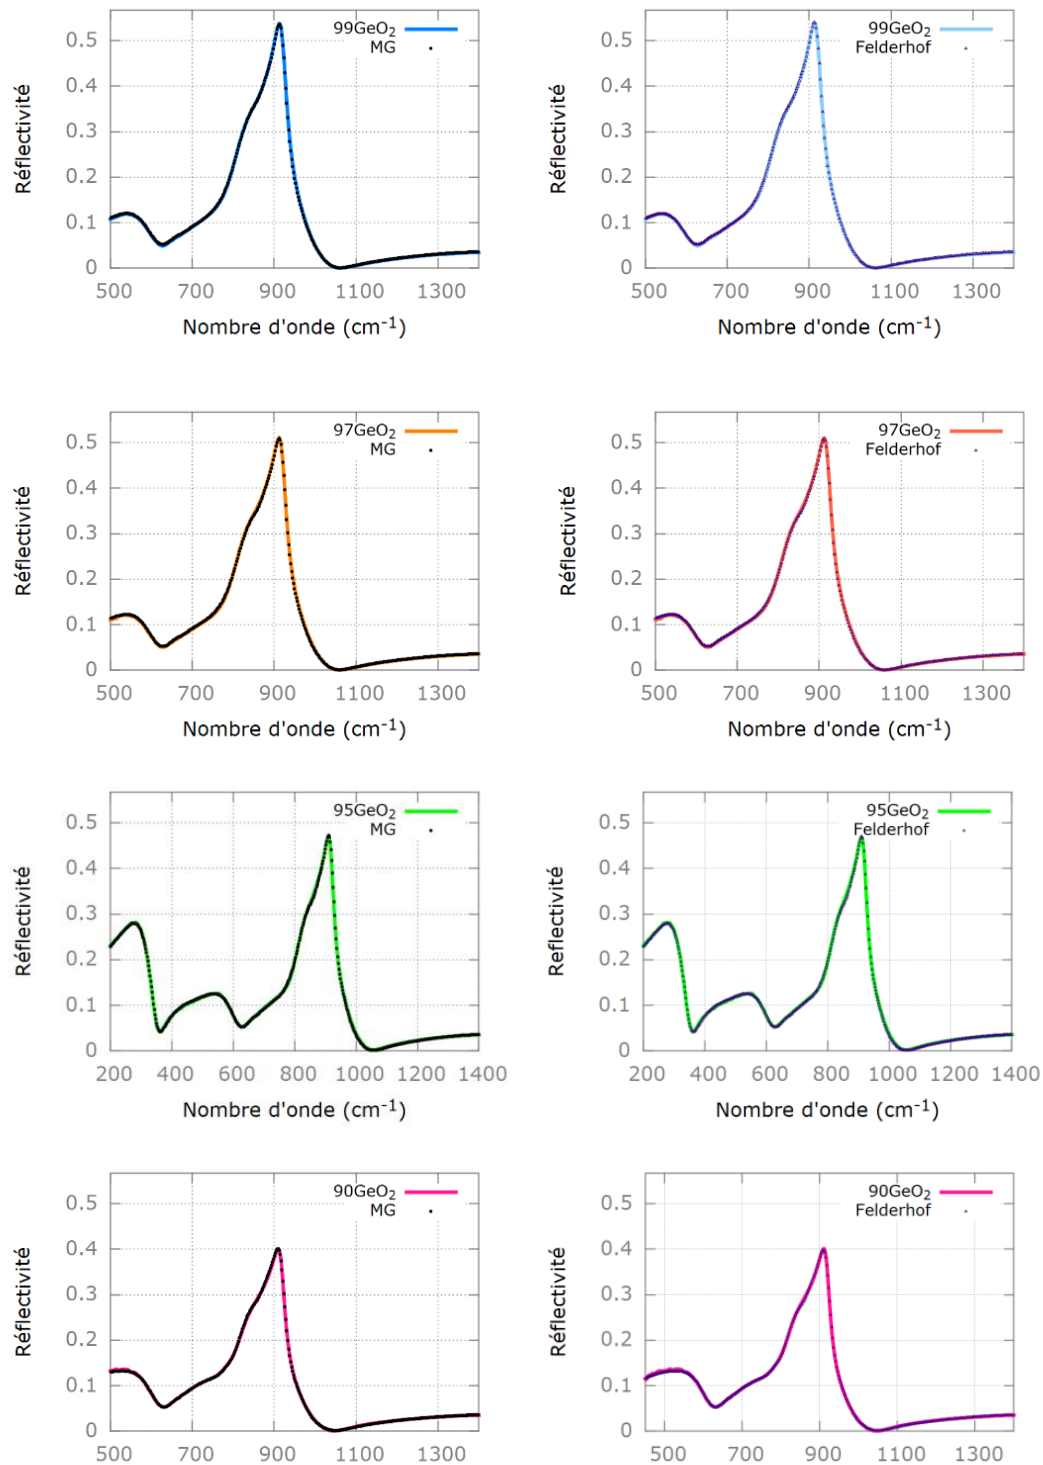 0.5
0.4
0.3
0.2
0.1
0
Réflectivité
99GeO₂
MG
500 700 900 1100 1300
Nombre d'onde (cm⁻¹)
0.5
0.4
0.3
0.2
0.1
0
Réflectivité
99GeO₂
Felderhof
500 700 900 1100 1300
Nombre d'onde (cm⁻¹)
0.5
0.4
0.3
0.2
0.1
0
Réflectivité
97GeO₂
MG
500 700 900 1100 1300
Nombre d'onde (cm⁻¹)
0.5
0.4
0.3
0.2
0.1
0
Réflectivité
97GeO₂
Felderhof
500 700 900 1100 1300
Nombre d'onde (cm⁻¹)
0.5
0.4
0.3
0.2
0.1
0
Réflectivité
95GeO₂
MG
200 400 600 800 1000 1200 1400
Nombre d'onde (cm⁻¹)
0.5
0.4
0.3
0.2
0.1
0
Reflectivité
95GeO₂
Felderhof
200 400 600 800 1000 1200 1400
Nombre d'onde (cm⁻¹)
0.5
0.4
0.3
0.2
0.1
0
Réflectivité
90GeO₂
MG
500 700 900 1100 1300
0.5
0.4
0.3
0.2
0.1
0
Réflectivité
90GeO₂
Felderhof
500 700 900 1100 1300